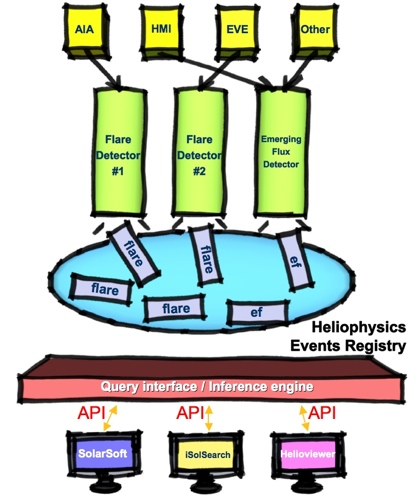 AIA
HMI
EVE
Other
Flare
Detector
#1
Flare
Detector
#2
Emerging
Flux
Detector
flare
flare
ef
flare
flare
ef
Heliophysics
Events Registry
Query interface / Inference engine
API
API
API
SolarSoft
iSolSearch
Helioviewer